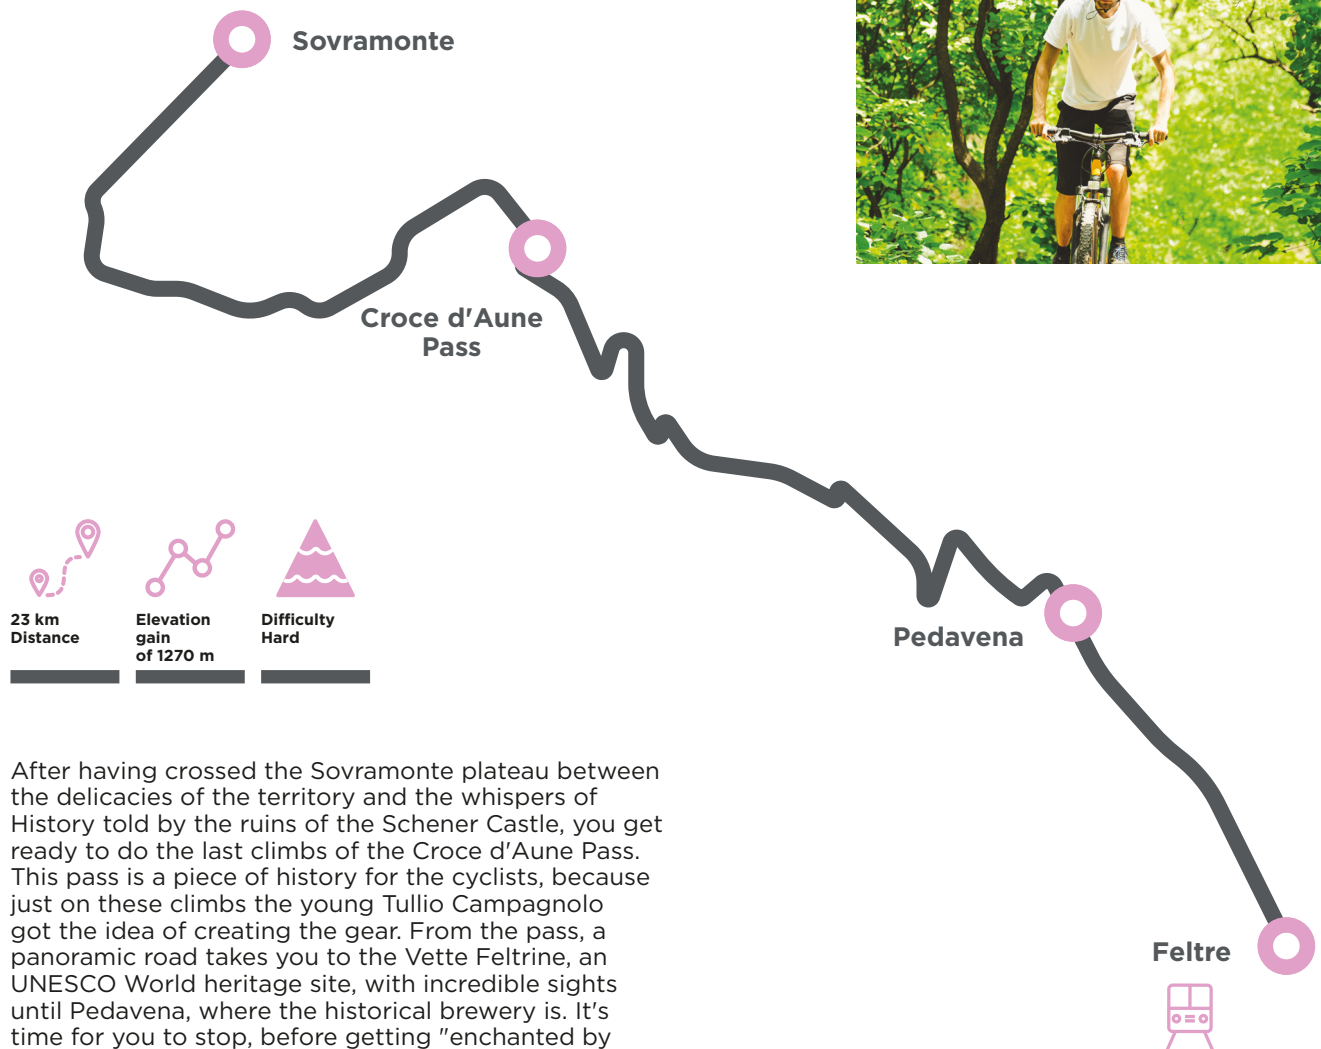 Sovramonte
Croce d'Aune
Pass
Pedavena
Feltre
23 km
Distance
Elevation
gain
of 1270 m
Difficulty
Hard
After having crossed the Sovramonte plateau between
the delicacies of the territory and the whispers of
History told by the ruins of the Schener Castle, you get
ready to do the last climbs of the Croce d'Aune Pass.
This pass is a piece of history for the cyclists, because
just on these climbs the young Tullio Campagnolo
got the idea of creating the gear. From the pass, a
panoramic road takes you to the Vette Feltrine, an
UNESCO World heritage site, with incredible sights
until Pedavena, where the historical brewery is. It's
time for you to stop, before getting "enchanted by